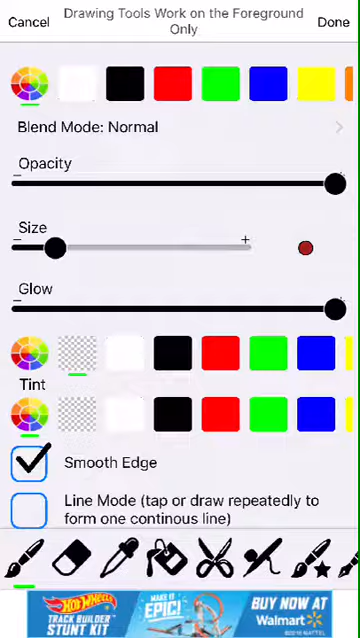 Cancel
Drawing Tools Work on the Foreground
Only
Done
Blend Mode: Normal
Opacity
Size
Glow
Tint
Smooth Edge
Line Mode (tap or draw repeatedly to
form one continous line)
Hot Wheels
TRACK BUILDER
STUNT KIT
MAKE IT
EPIC!
BUY NOW AT
Walmart
©2018 MATTEL